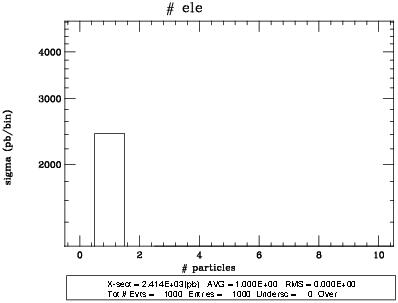 # ele
4000
3000
2000
sigma (pb/bin)
0 2 4 6 8 10
# particles
X-sect = 2.414E+03(pb) AVG = 1.000E+00 RMS = 0.000E+00
Tot # Evts = 1000 Entries = 1000 Undersc = 0 Over